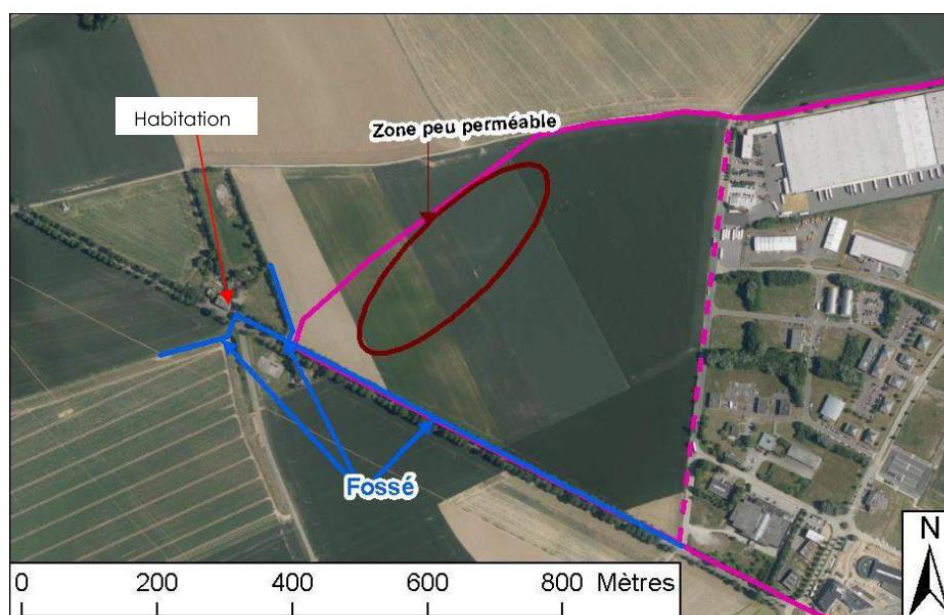 Habitation
Zone peu perméable
Fossé
N
0 200 400 600 800 Mètres